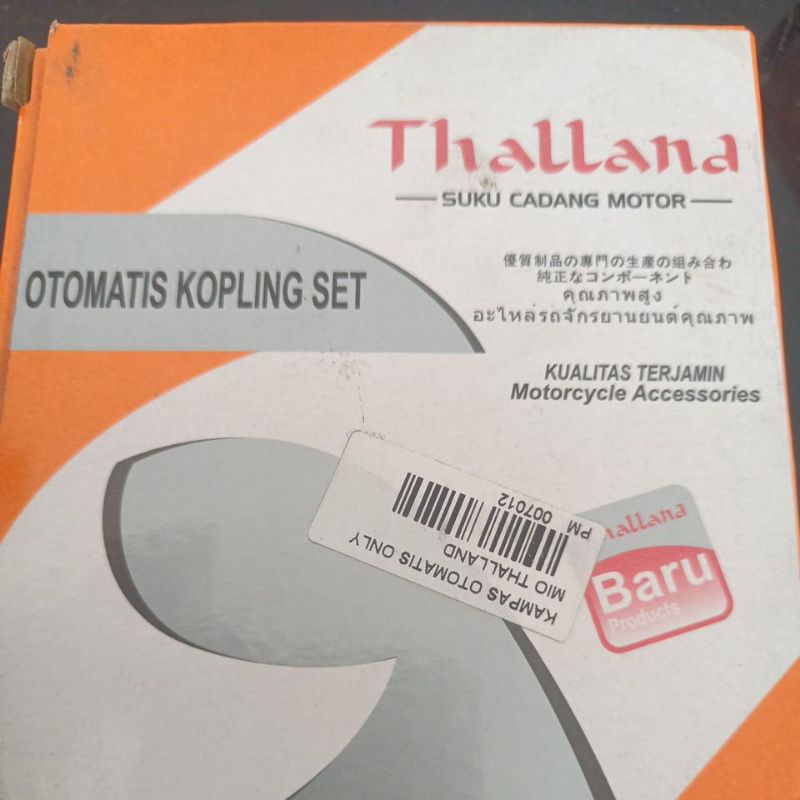 Thalland
SUKU CADANG MOTOR
OTOMATIS KOPLING SET
優質制品の専門の生産の組み合わ
純正なコンポーネント
คุณภาพสูง
อะไหล่รถจักรยานยนต์คุณภาพ
KUALITAS TERJAMIN
Motorcycle Accessories
KAMPAS OTOMATIS ONLY
MIO THALLAND
PM 007012
halland
Baru
Products